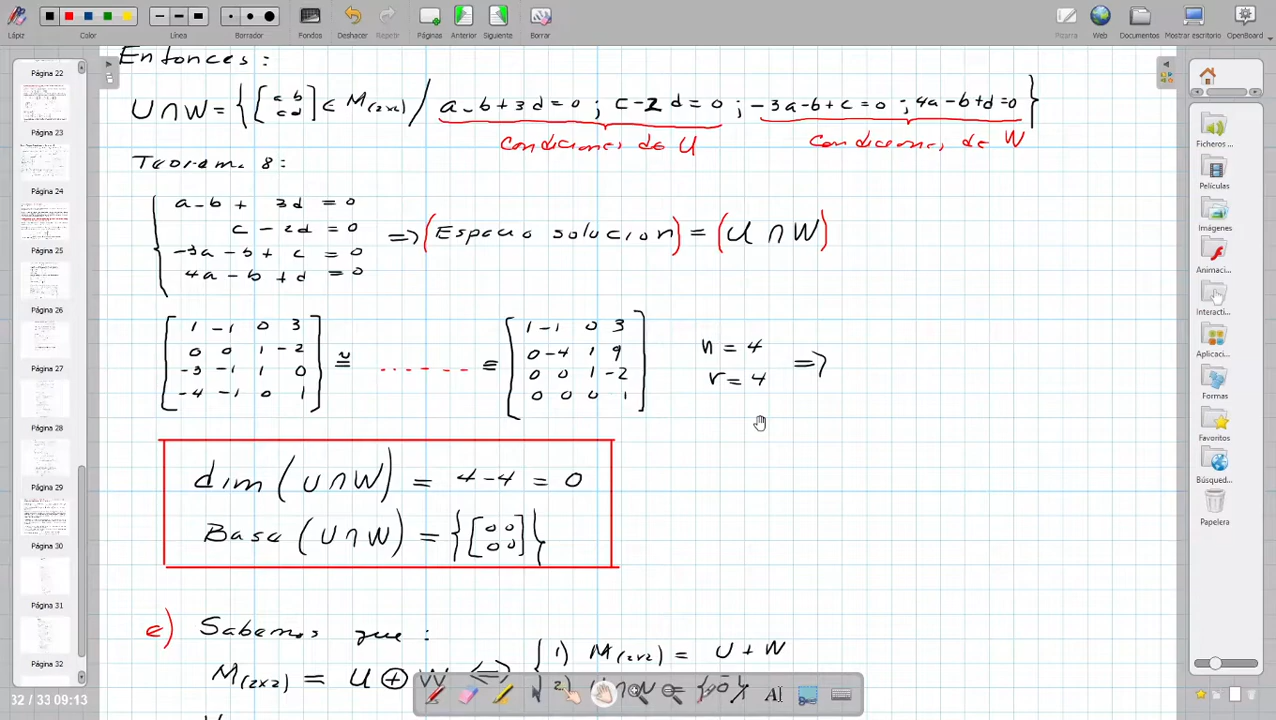 Lápiz Color Línea Borrador Fondos Deshacer Repetir Páginas Anterior Siguiente Borrar Pizarra Web Documentos Mostrar escritorio OpenBoard
Página 22
Página 23
Página 24
Página 25
Página 26
Página 27
Página 28
Página 29
Página 30
Página 31
Página 32
Entonces:
U∩W = { [a b c d] ∈ M(2x2) / a-b+3d=0 ; c-2d=0 ; -3a-b+c=0 ; 4a-b+d=0 }
condiciones de U condiciones de W
Teorema 8:
a-b+ 3d =0
c - 2d =0
-3a - b + c =0
4a - b + d =0
=> (Espacio solucion) = (U ∩ W)
1 -1 0 3
0 0 1 -2
-3 -1 1 0
-4 -1 0 1
≅ ....... =
1 -1 0 3
0 -4 1 9
0 0 1 -2
0 0 0 1
n = 4
r = 4
=>
dim (U∩W) = 4-4 = 0
Base (U∩W) = { [0 0 0 0] }
e) Sabemos que :
M(2x2) = U ⊕ W <=> { 1) M(2x2) = U + W
2)
Ficheros ...
Películas
Imágenes
Animaci...
Interacti...
Aplicaci...
Formas
Favoritos
Búsqued...
Papelera
32 / 33 09:13